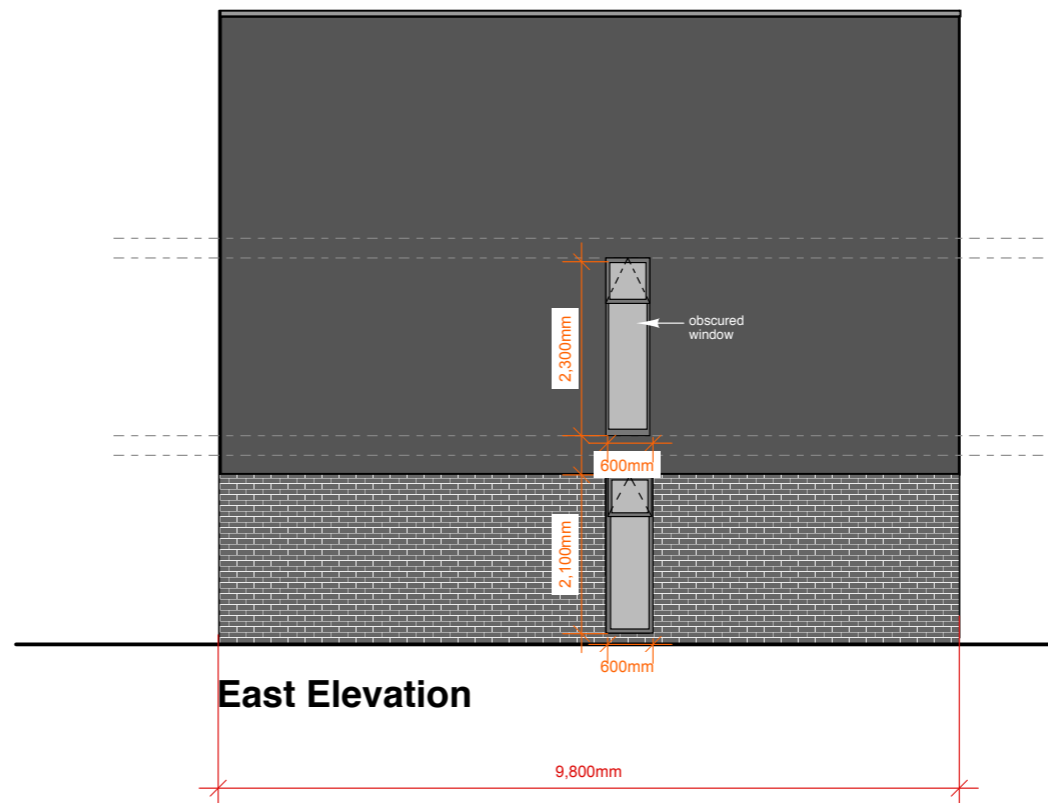 obscured
window
2,300mm
600mm
2,100mm
600mm
East Elevation
9,800mm